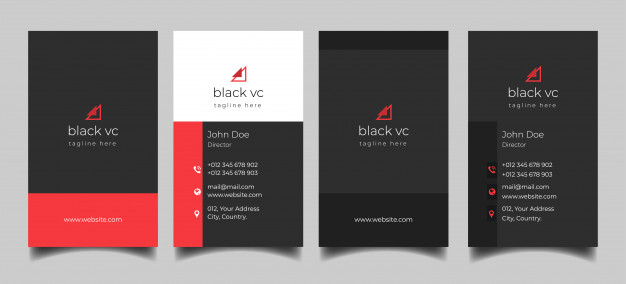 black vc
tagline here
www.website.com
black vc
tagline here
John Doe
Director
+012 345 678 902
+012 345 678 903
mail@mail.com
www.website.com
012, Your Address
City, Country.
black vc
tagline here
www.website.com
black vc
tagline here
John Doe
Director
+012 345 678 902
+012 345 678 903
mail@mail.com
www.website.com
012, Your Address
City, Country.